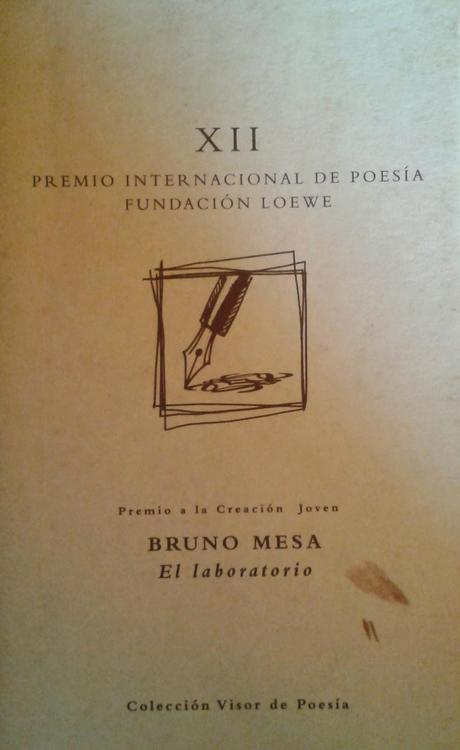 XII
PREMIO INTERNACIONAL DE POESÍA
FUNDACIÓN LOEWE
Premio a la Creación Joven
BRUNO MESA
El laboratorio
Colección Visor de Poesía